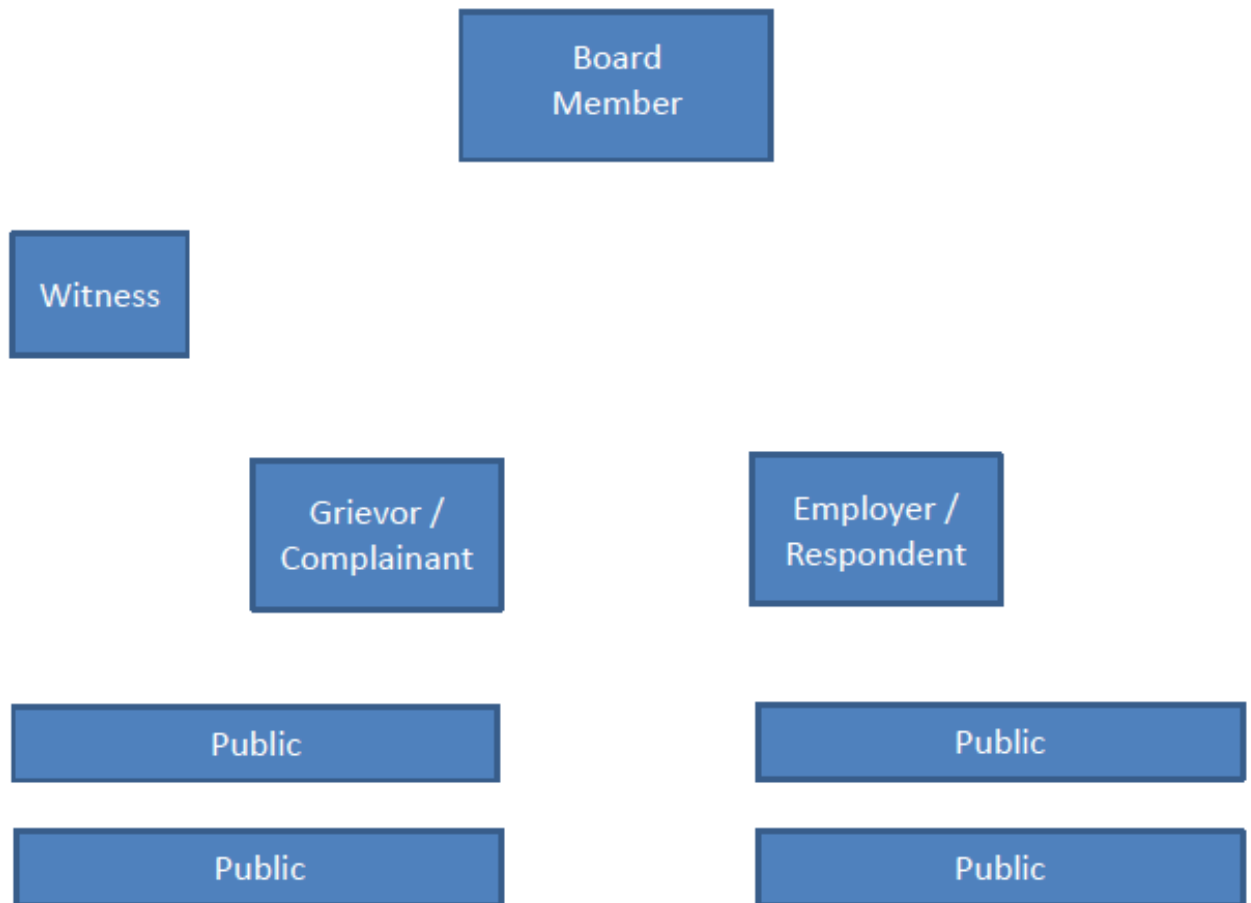 Board
Member
Witness
Grievor /
Complainant
Employer /
Respondent
Public
Public
Public
Public